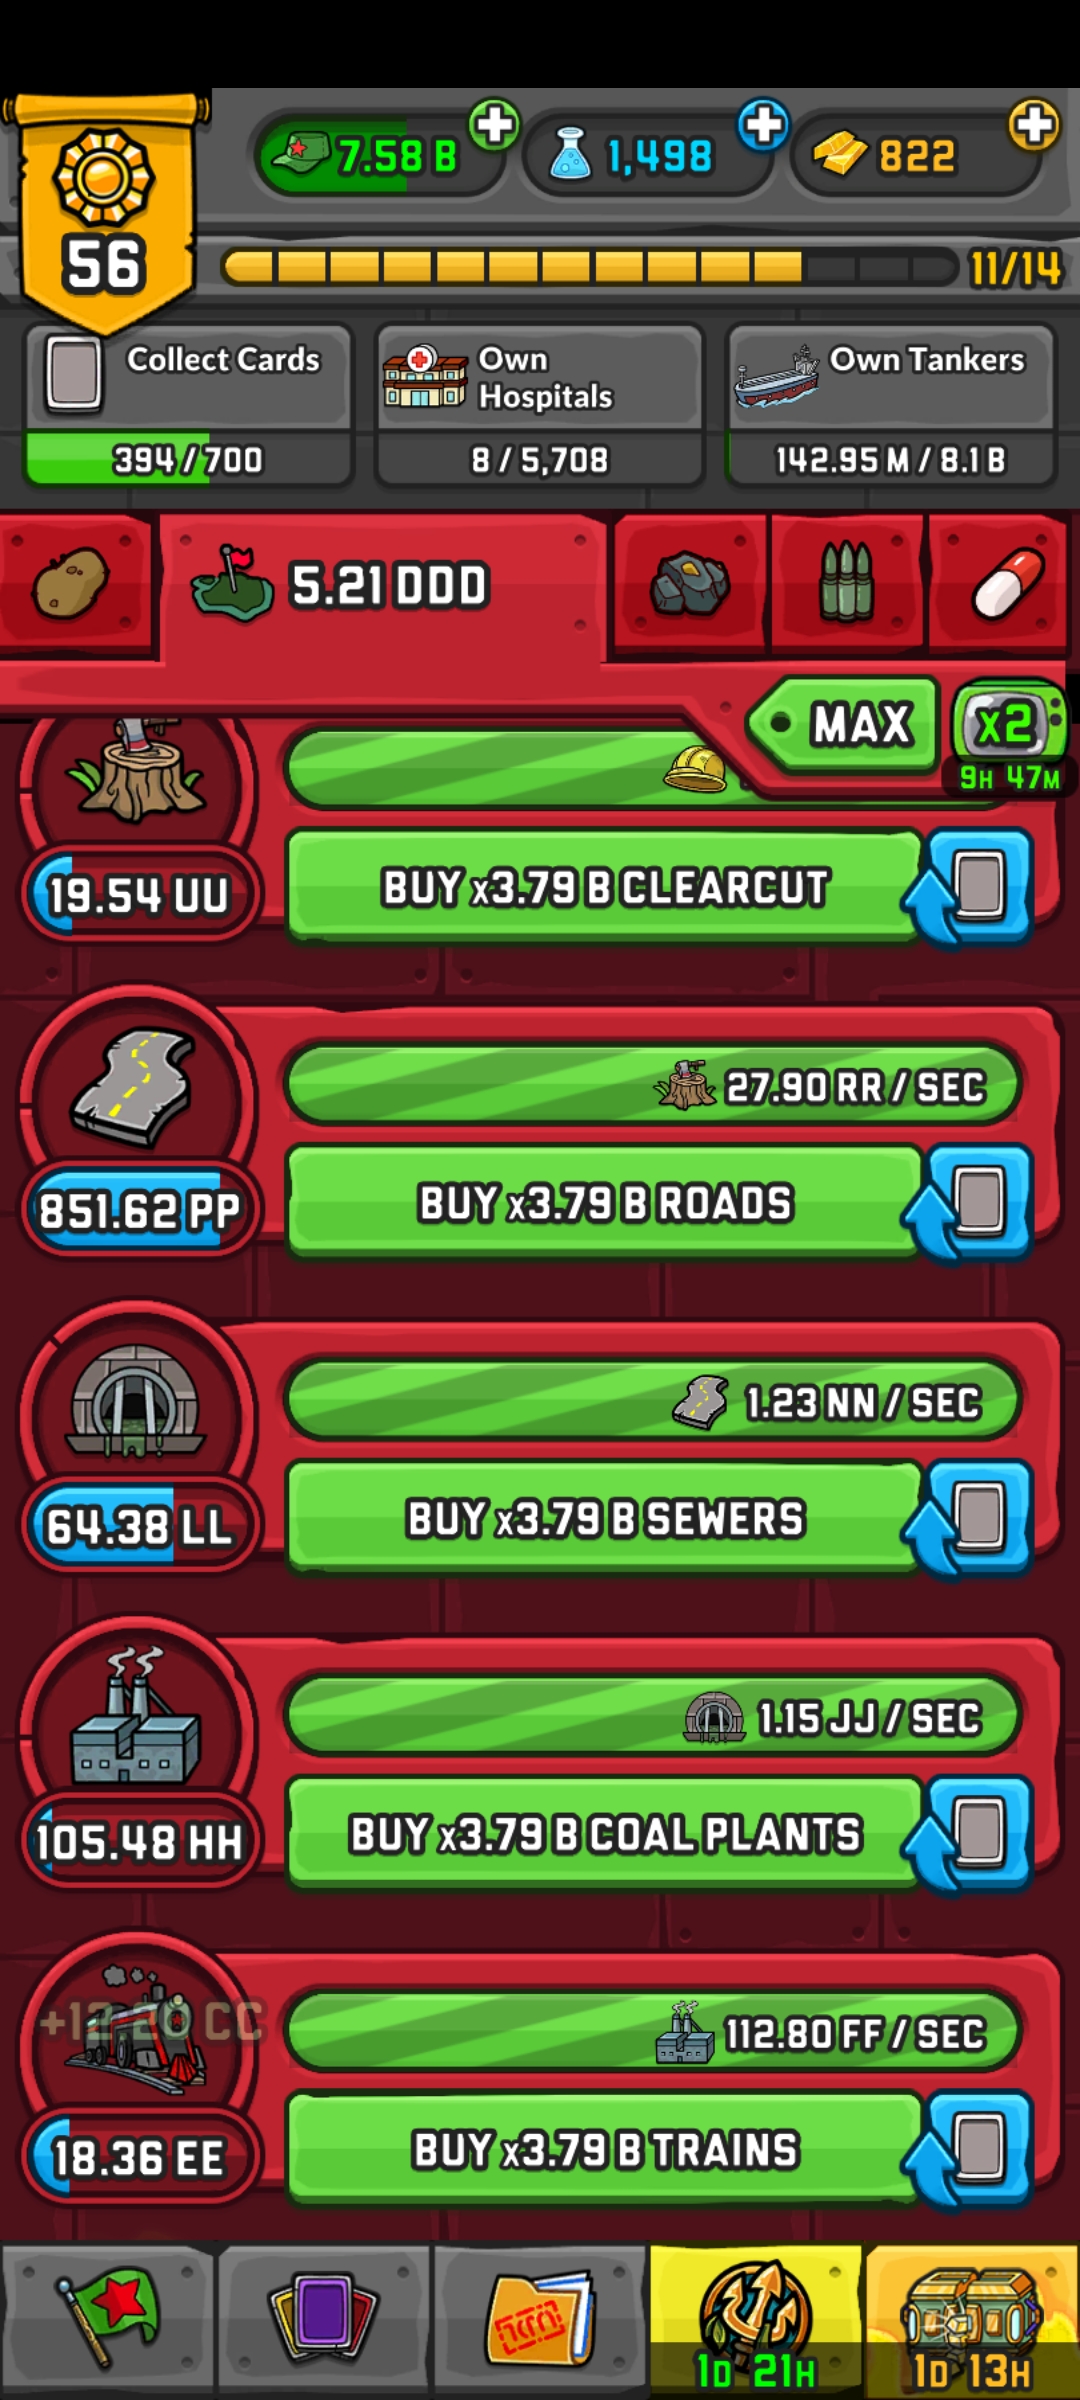 7.58 B
1,498
822
56
11/14
Collect Cards
394/700
Own
Hospitals
8/5,708
Own Tankers
142.95 M/8.1 B
5.21 DDD
MAX
x2
9H 47M
19.54 UU
BUY x3.79 B CLEARCUT
27.90 RR/SEC
851.62 PP
BUY x3.79 B ROADS
1.23 NN/SEC
64.38 LL
BUY x3.79 B SEWERS
1.15 JJ/SEC
105.48 HH
BUY x3.79 B COAL PLANTS
112.80 FF/SEC
18.36 EE
BUY x3.79 B TRAINS
1D 21H
1D 13H